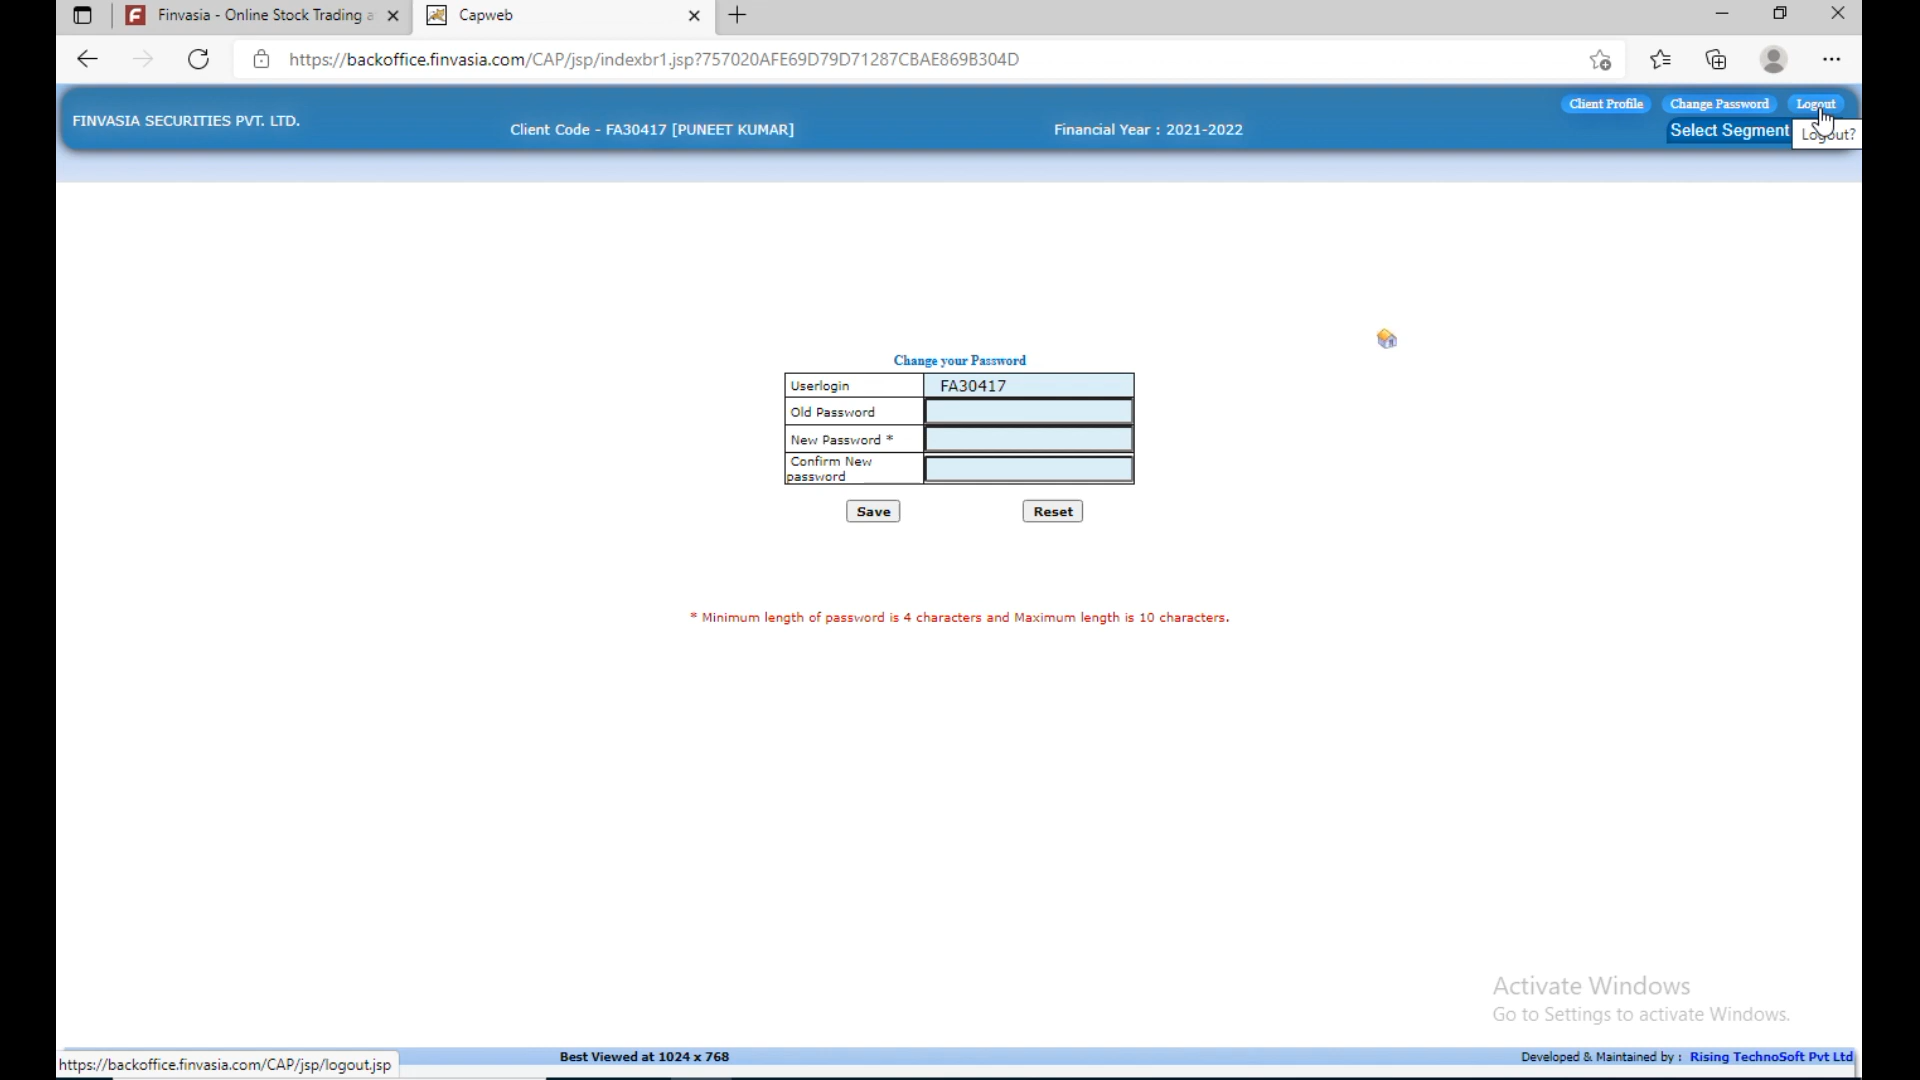 Finvasia - Online Stock Trading a
Capweb
https://backoffice.finvasia.com/CAP/jsp/indexbr1.jsp?757020AFE69D79D71287CBAE869B304D
Client Profile Change Password Logout
FINVASIA SECURITIES PVT. LTD.
Client Code - FA30417 [PUNEET KUMAR]
Financial Year : 2021-2022
Select Segment
Logout?
Change your Password
Userlogin FA30417
Old Password
New Password *
Confirm New
password
Save Reset
* Minimum length of password is 4 characters and Maximum length is 10 characters.
Activate Windows
Go to Settings to activate Windows.
https://backoffice.finvasia.com/CAP/jsp/logout.jsp
Best Viewed at 1024 x 768
Developed & Maintained by : Rising TechnoSoft Pvt Ltd